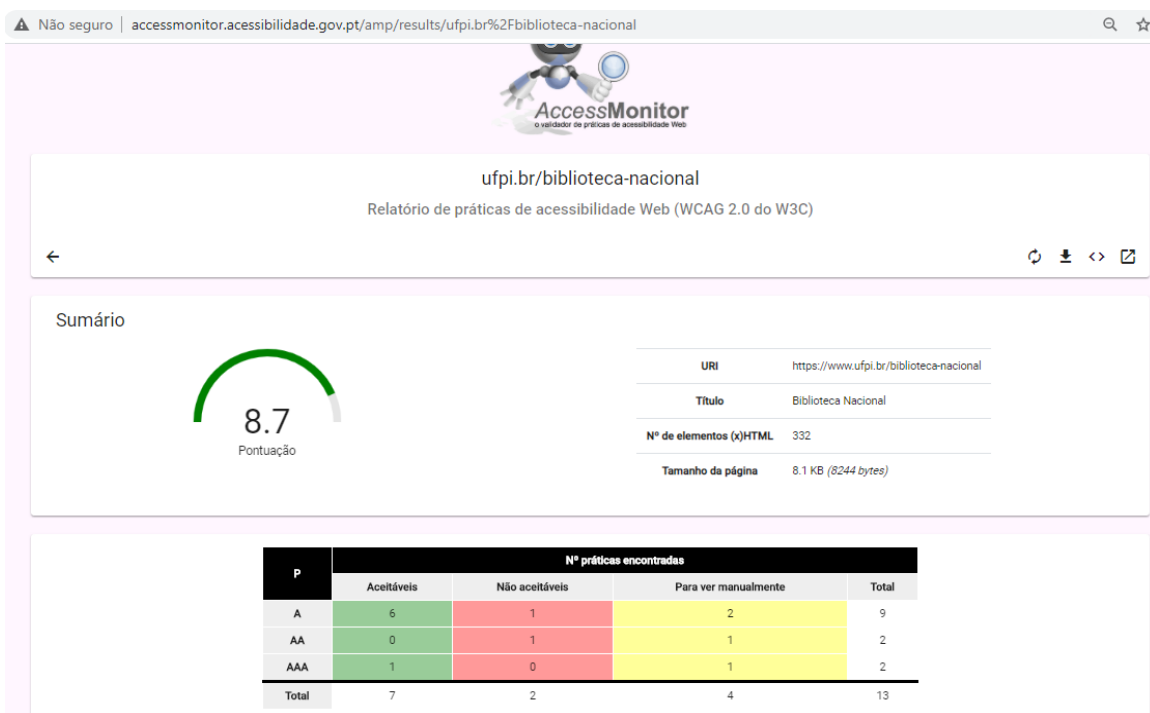 Não seguro | accessmonitor.acessibilidade.gov.pt/amp/results/ufpi.br%2Fbiblioteca-nacional
AccessMonitor
o validador de práticas de acessibilidade Web
ufpi.br/biblioteca-nacional
Relatório de práticas de acessibilidade Web (WCAG 2.0 do W3C)
Sumário
8.7
Pontuação
URI https://www.ufpi.br/biblioteca-nacional
Título Biblioteca Nacional
Nº de elementos (x)HTML 332
Tamanho da página 8.1 KB (8244 bytes)
P Nº práticas encontradas
Aceitáveis Não aceitáveis Para ver manualmente Total
A 6 1 2 9
AA 0 1 1 2
AAA 1 0 1 2
Total 7 2 4 13